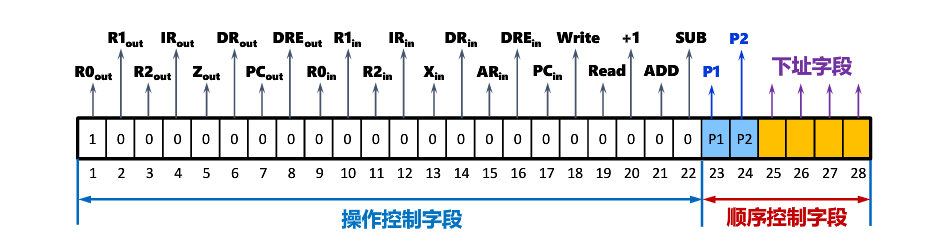 R1out IRout DRout DREout R1in IRin DRin DREin Write +1 SUB P2
R0out R2out Zout PCout R0in R2in Xin ARin PCin Read ADD P1 下址字段
1 0 0 0 0 0 0 0 0 0 0 0 0 0 0 0 0 0 0 0 0 0 P1 P2
1 2 3 4 5 6 7 8 9 10 11 12 13 14 15 16 17 18 19 20 21 22 23 24 25 26 27 28
操作控制字段 顺序控制字段